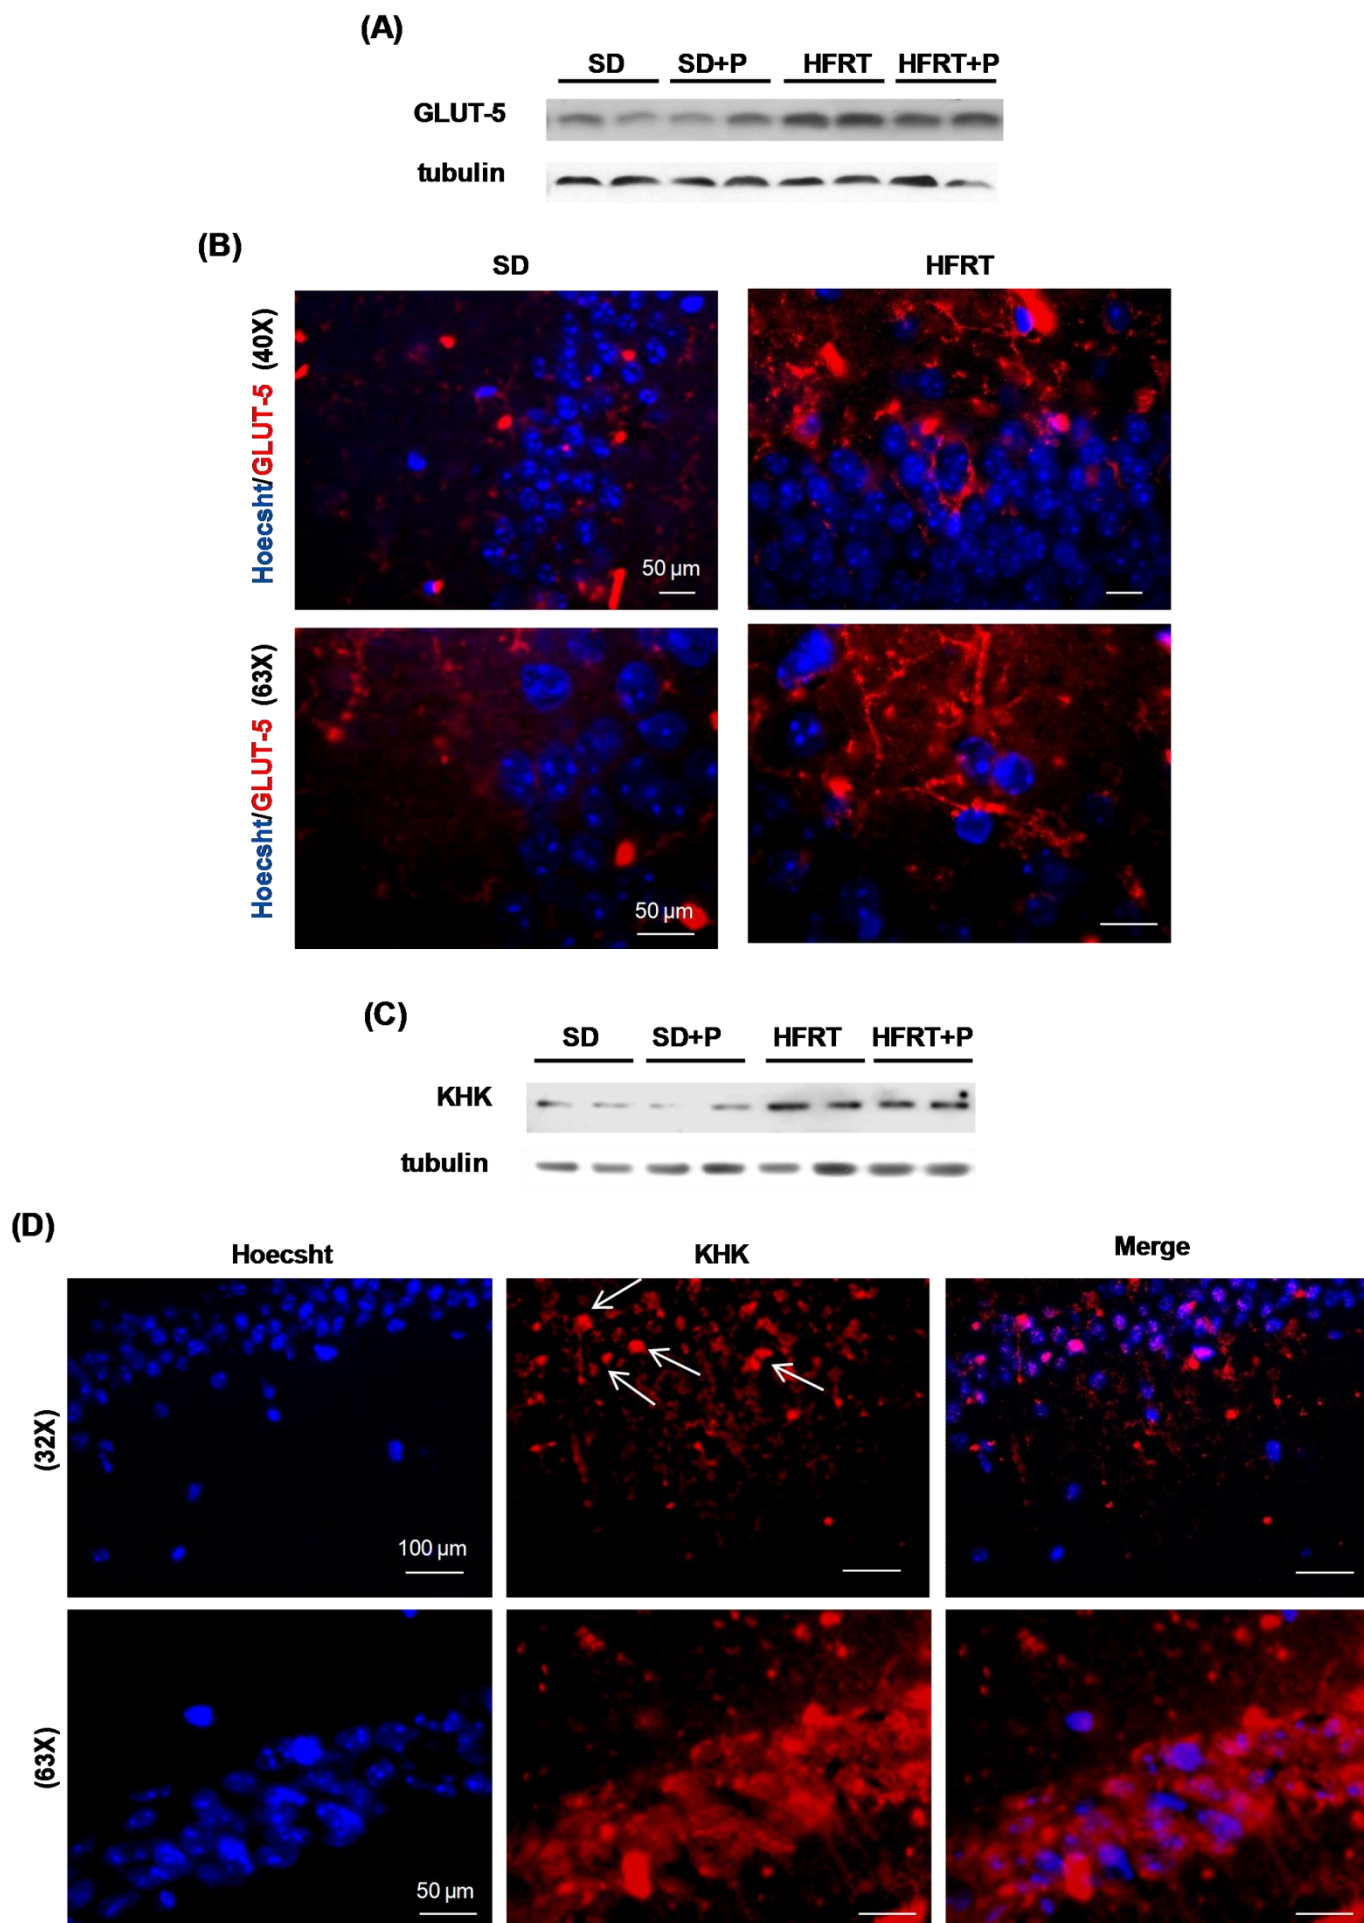 (A)
SD SD+P HFRT HFRT+P
GLUT-5
tubulin
(B)
SD HFRT
Hoecsht/GLUT-5 (40X)
50 µm
Hoecsht/GLUT-5 (63X)
50 µm
(C)
SD SD+P HFRT HFRT+P
KHK
tubulin
(D)
Hoecsht KHK Merge
(32X)
100 µm
(63X)
50 µm